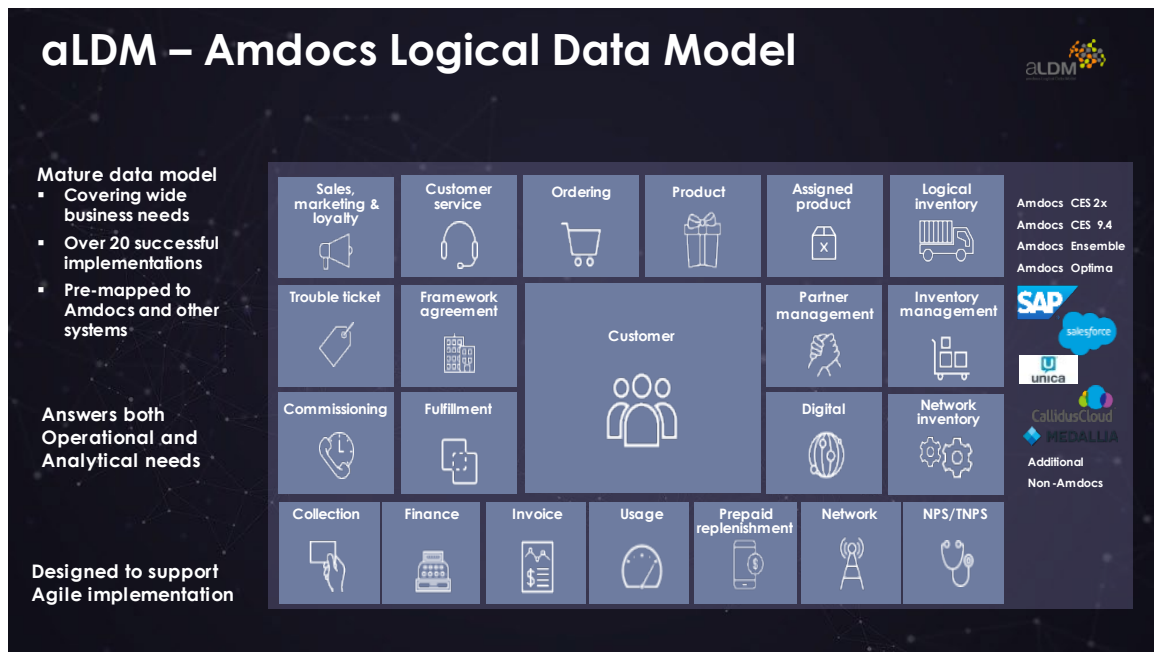 aLDM – Amdocs Logical Data Model
aLDM
Mature data model
▪ Covering wide
business needs
▪ Over 20 successful
implementations
▪ Pre-mapped to
Amdocs and other
systems
Answers both
Operational and
Analytical needs
Designed to support
Agile implementation
Sales,
marketing &
loyalty
Customer
service
Ordering
Product
Assigned
product
X
Logical
inventory
Trouble ticket
Framework
agreement
Customer
Partner
management
Inventory
management
Commissioning
Fulfillment
Digital
Network
inventory
Collection
Finance
Invoice
$
Usage
Prepaid
replenishment
$
Network
NPS/TNPS
Amdocs CES 2x
Amdocs CES 9.4
Amdocs Ensemble
Amdocs Optima
SAP
salesforce
unica
CallidusCloud
MEDALLIA
Additional
Non-Amdocs